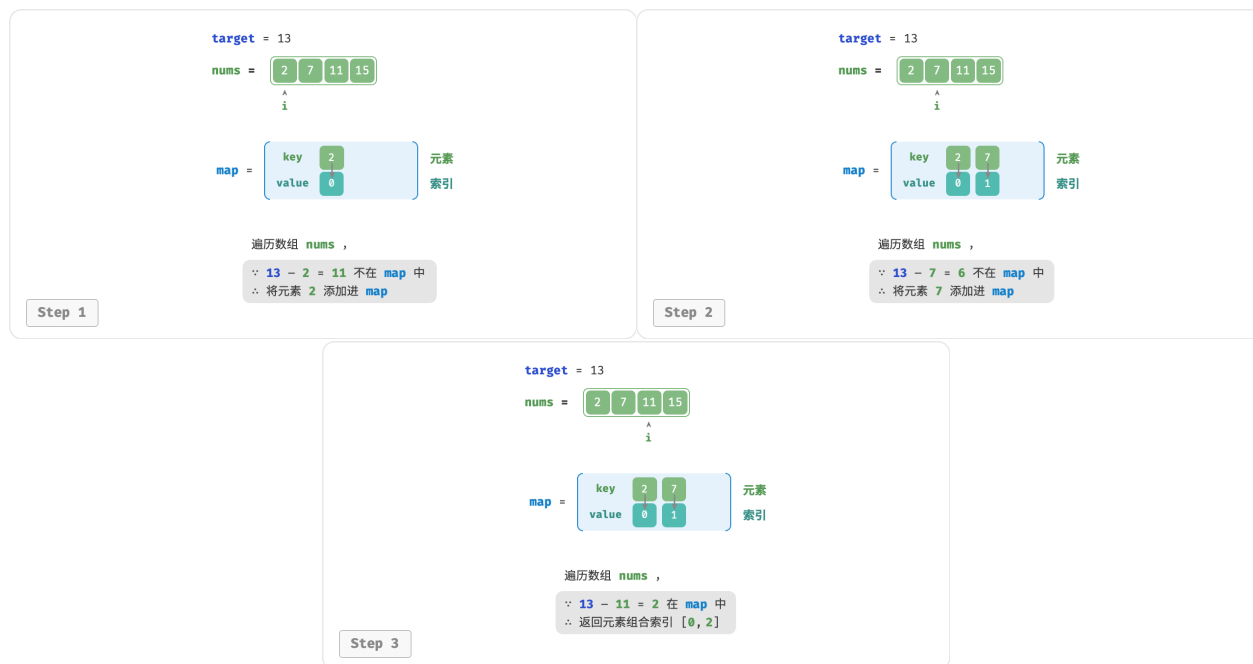 target = 13
nums = 2 7 11 15
i
key 2 元素
map =
value 0 索引
遍历数组 nums ，
∵ 13 − 2 = 11 不在 map 中
∴ 将元素 2 添加进 map
Step 1
target = 13
nums = 2 7 11 15
i
key 2 7 元素
map =
value 0 1 索引
遍历数组 nums ，
∵ 13 − 7 = 6 不在 map 中
∴ 将元素 7 添加进 map
Step 2
target = 13
nums = 2 7 11 15
i
key 2 7 元素
map =
value 0 1 索引
遍历数组 nums ，
∵ 13 − 11 = 2 在 map 中
∴ 返回元素组合索引 [0, 2]
Step 3